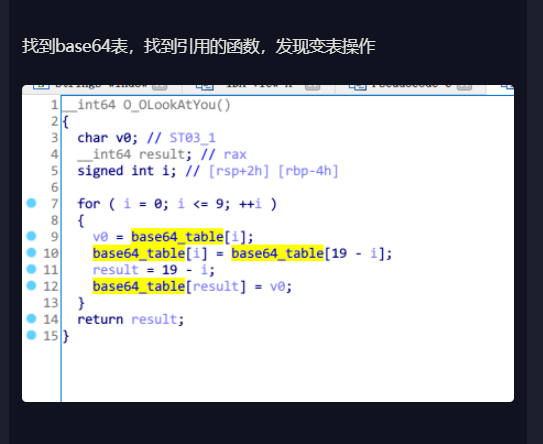 找到base64表，找到引用的函数，发现变表操作
1 __int64 O_OLookAtYou()
2 {
3 char v0; // ST03_1
4 __int64 result; // rax
5 signed int i; // [rsp+2h] [rbp-4h]
6
7 for ( i = 0; i <= 9; ++i )
8 {
9 v0 = base64_table[i];
10 base64_table[i] = base64_table[19 - i];
11 result = 19 - i;
12 base64_table[result] = v0;
13 }
14 return result;
15 }